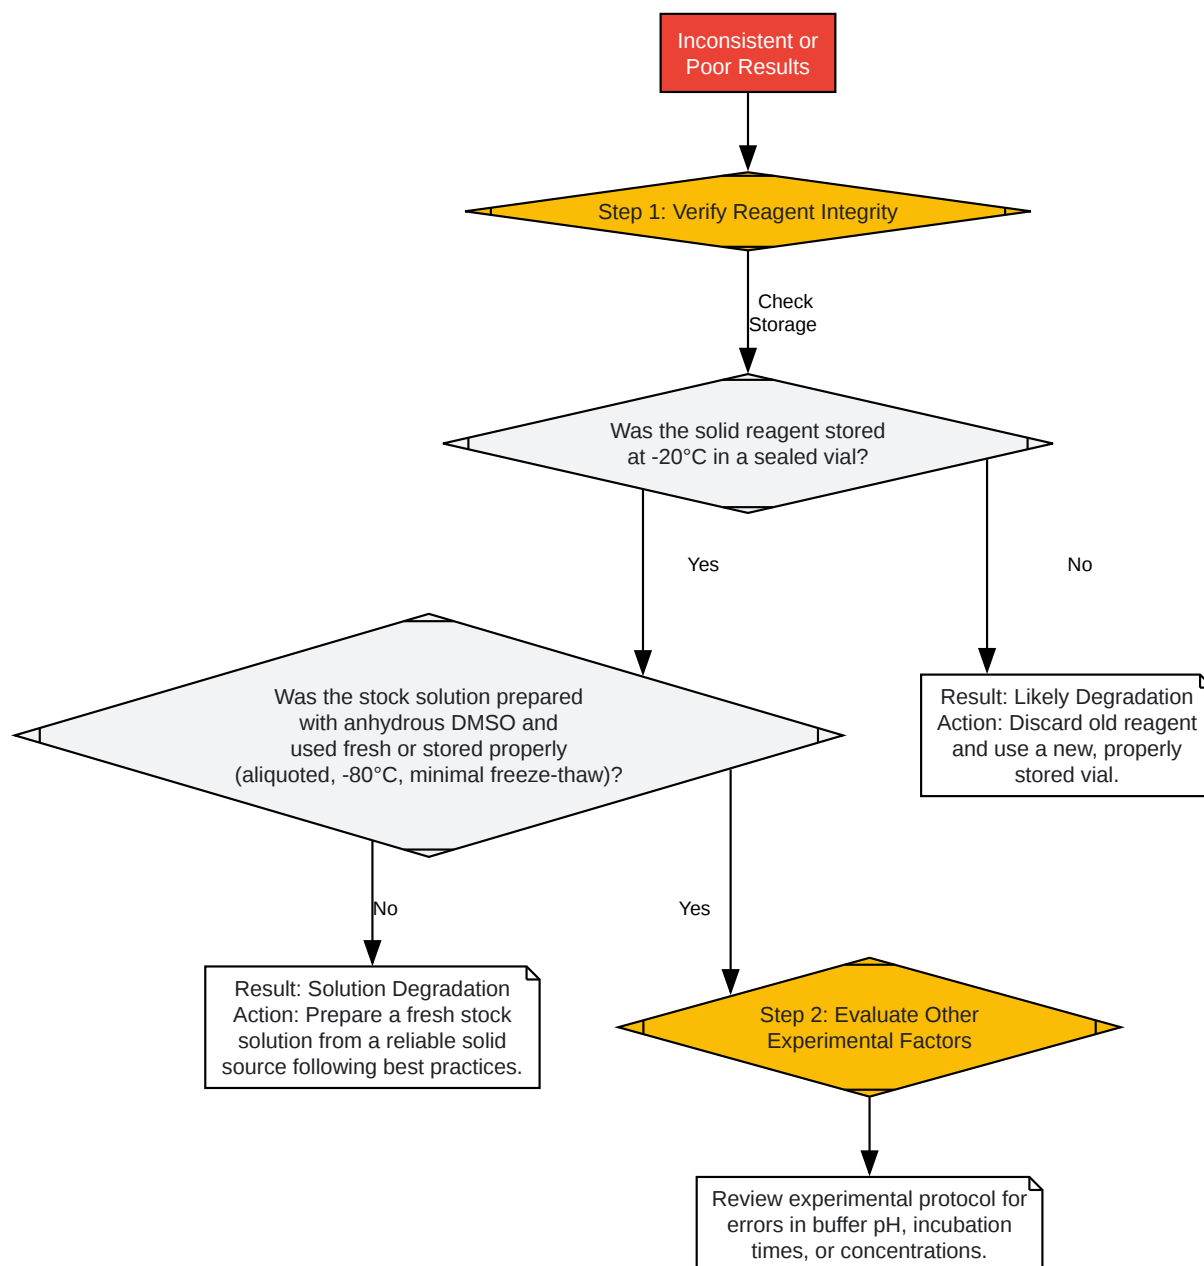 Inconsistent or
Poor Results
Step 1: Verify Reagent Integrity
Check
Storage
Was the solid reagent stored
at -20°C in a sealed vial?
Yes
No
Was the stock solution prepared
with anhydrous DMSO and
used fresh or stored properly
(aliquoted, -80°C, minimal freeze-thaw)?
Result: Likely Degradation
Action: Discard old reagent
and use a new, properly
stored vial.
No
Yes
Result: Solution Degradation
Action: Prepare a fresh stock
solution from a reliable solid
source following best practices.
Step 2: Evaluate Other
Experimental Factors
Review experimental protocol for
errors in buffer pH, incubation
times, or concentrations.